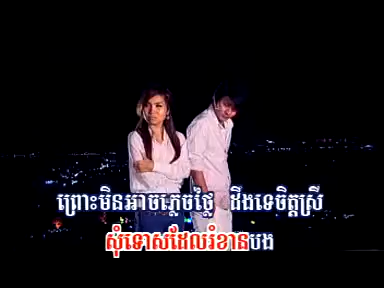 ព្រោះមិនអាចភ្លេចថ្លៃ ដឹងទេចិត្តស្រី
សុំទោសដែលរំខានបង